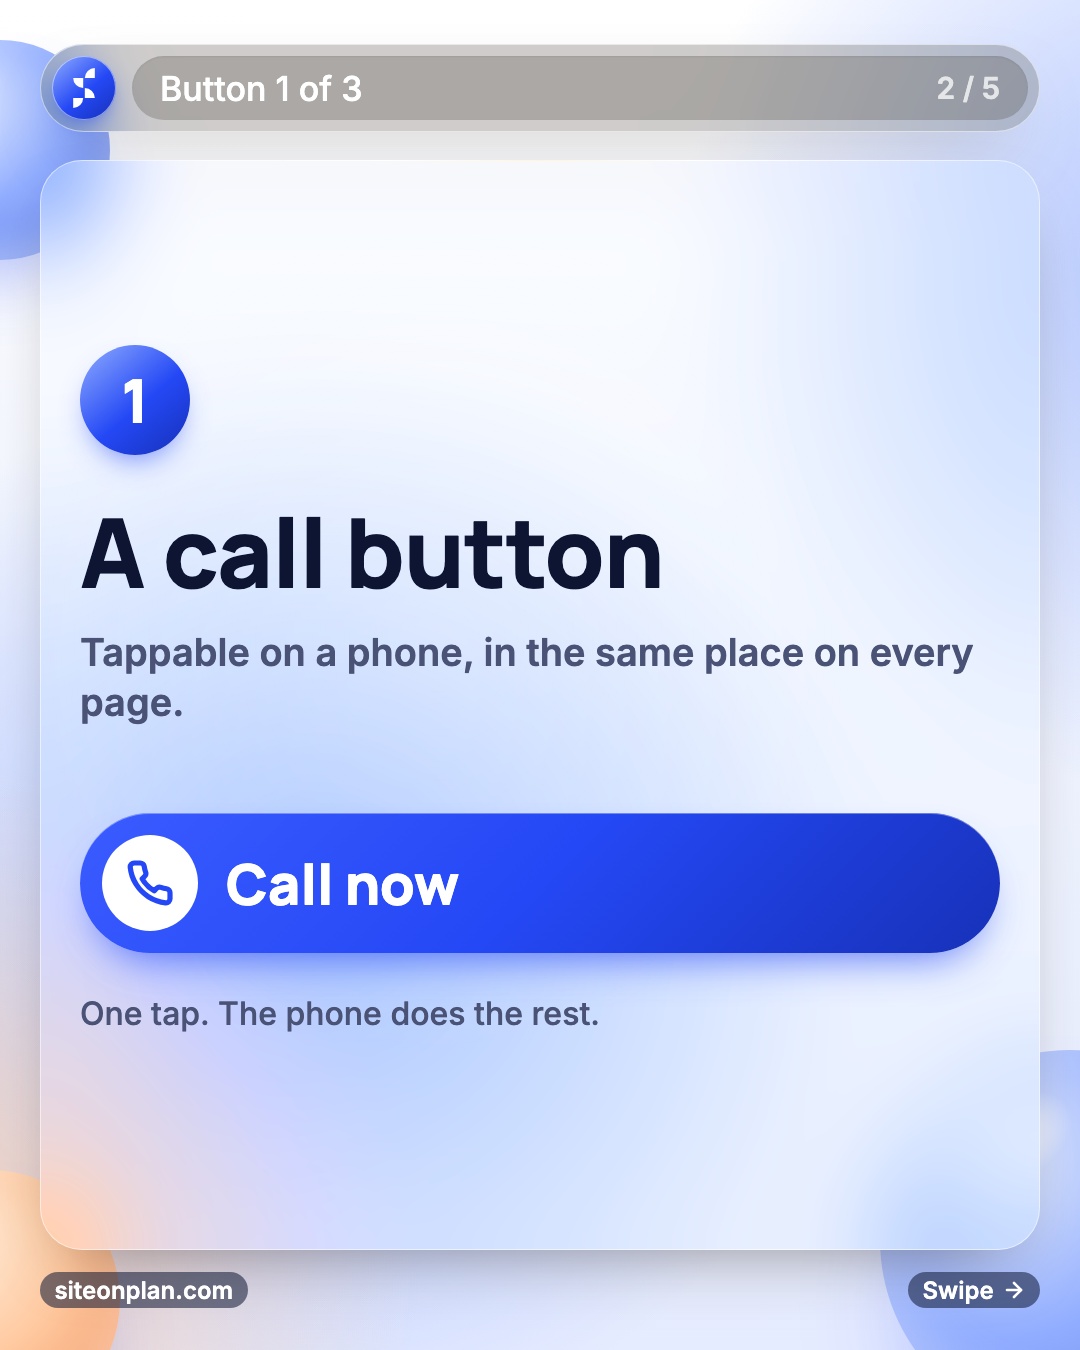 Button 1 of 3
2 / 5
1
A call button
Tappable on a phone, in the same place on every
page.
Call now
One tap. The phone does the rest.
siteonplan.com
Swipe →